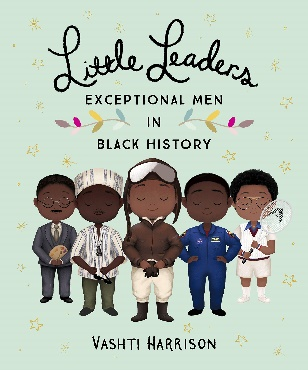 Little Leaders
EXCEPTIONAL MEN
IN
BLACK HISTORY
VASHTI HARRISON